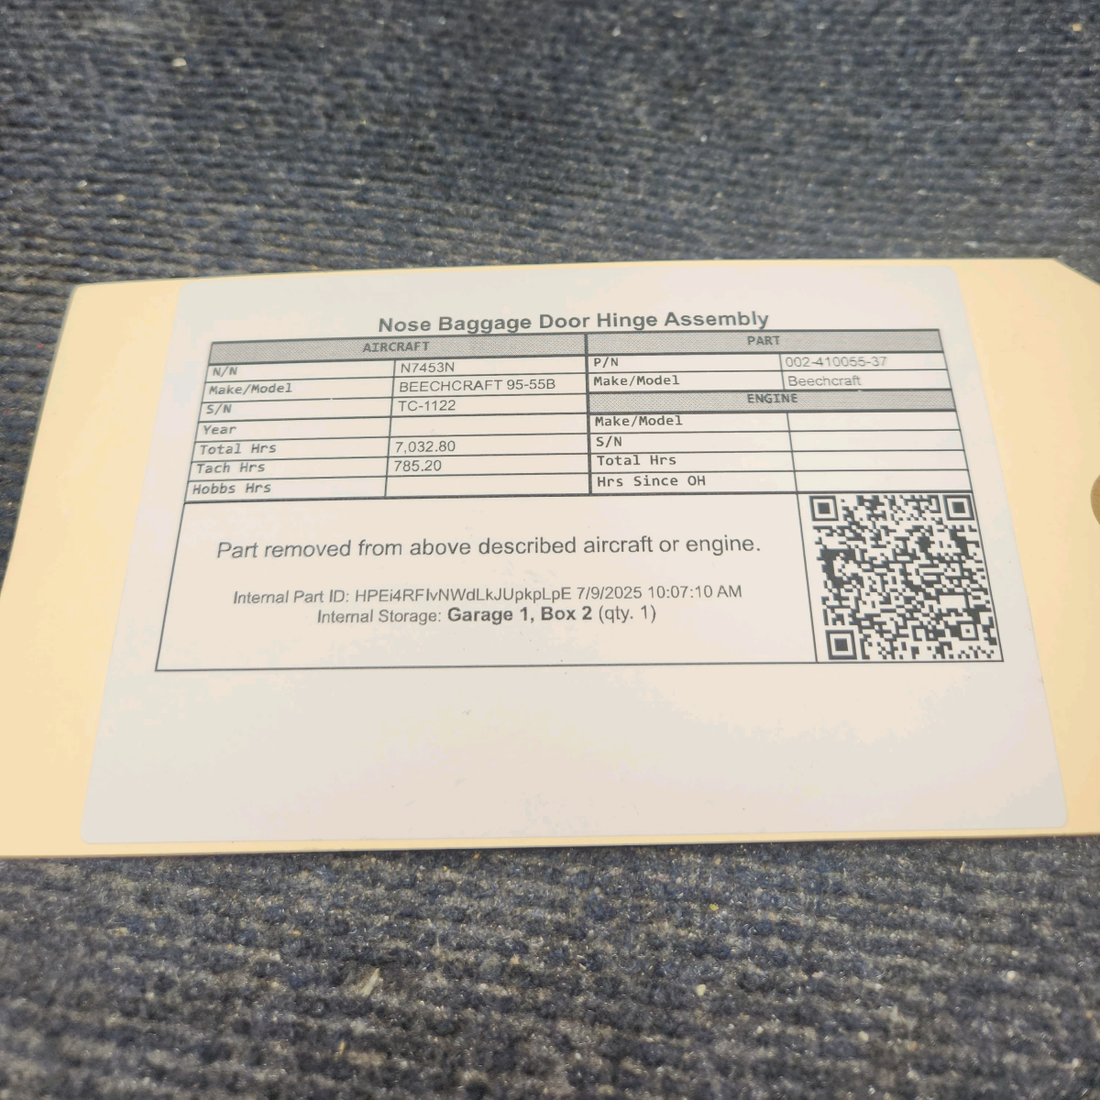 Nose Baggage Door Hinge Assembly
AIRCRAFT
N/N N7453N
Make/Model BEECHCRAFT 95-55B
S/N TC-1122
Year
Total Hrs 7,032.80
Tach Hrs 785.20
Hobbs Hrs
PART
P/N 002-410055-37
Make/Model Beechcraft
ENGINE
Make/Model
S/N
Total Hrs
Hrs Since OH
Part removed from above described aircraft or engine.
Internal Part ID: HPEi4RFIvNWdLkJUpkpLpE 7/9/2025 10:07:10 AM
Internal Storage: Garage 1, Box 2 (qty. 1)